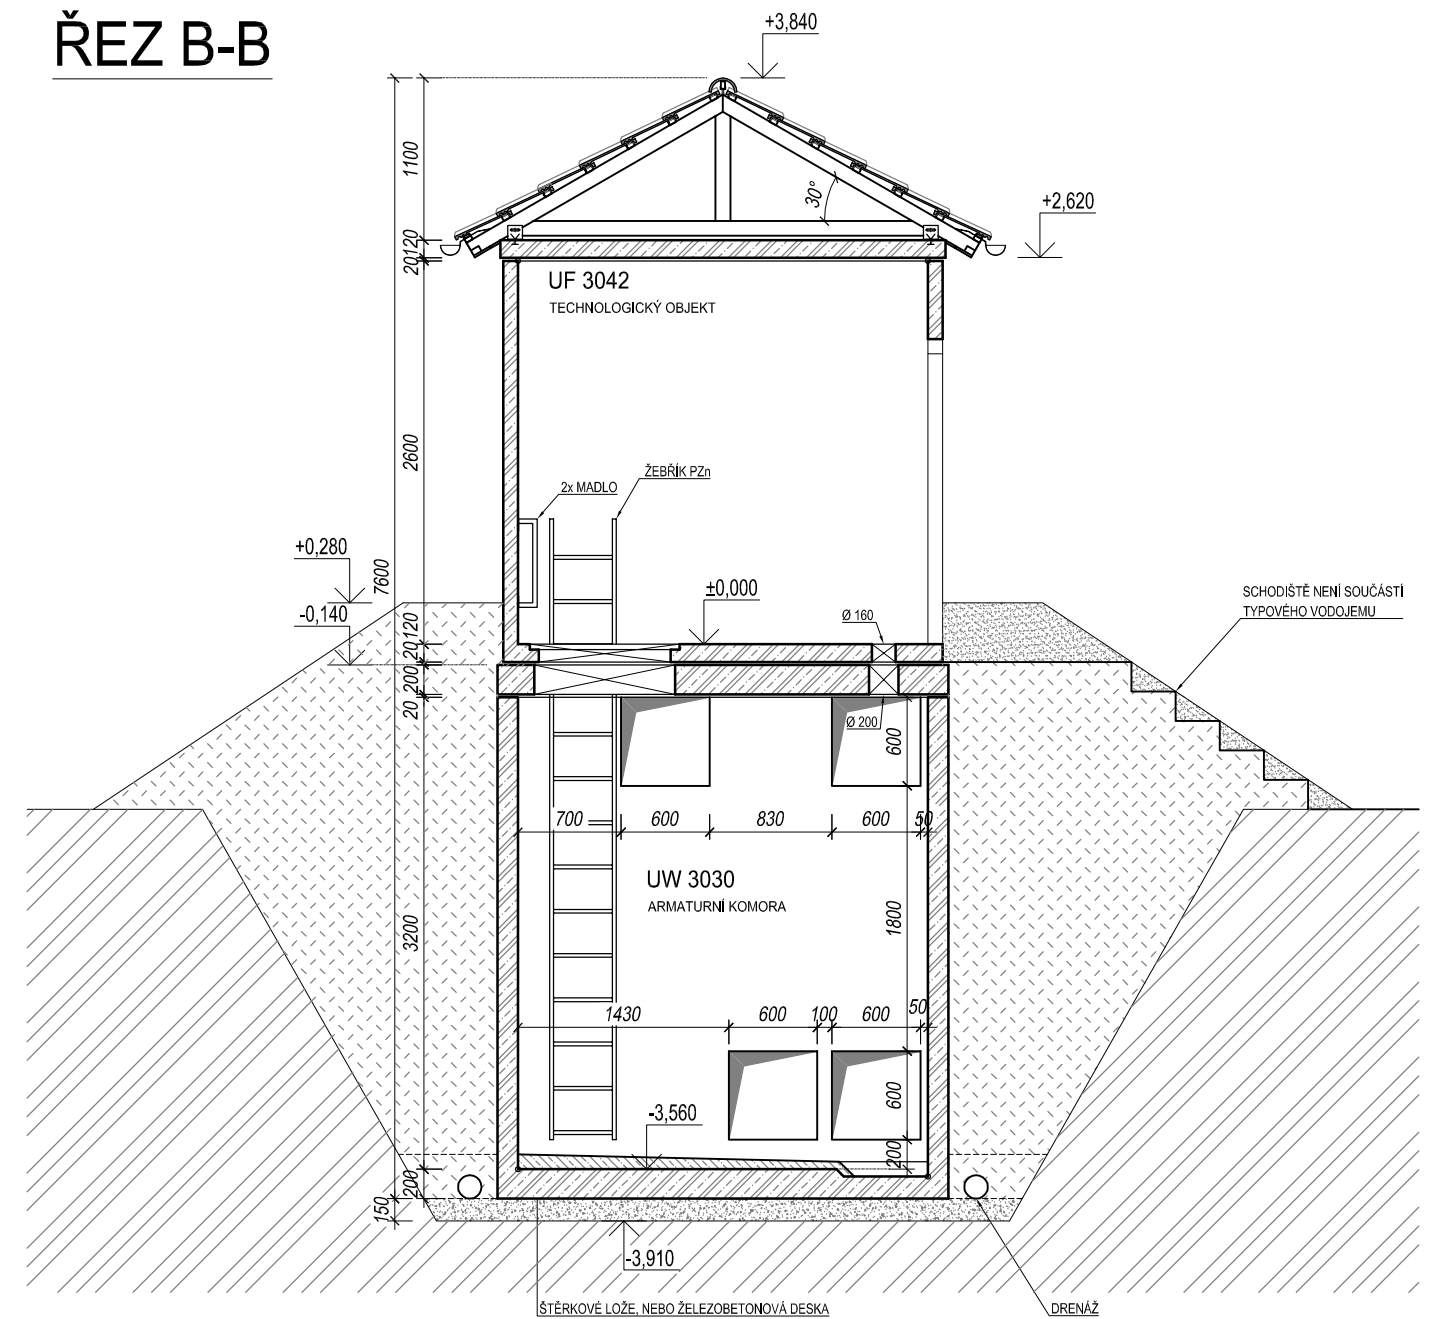 ŘEZ B-B
+3,840
1100
30°
+2,620
120
20
UF 3042
TECHNOLOGICKÝ OBJEKT
2600
ŽEBŘÍK PZn
2x MADLO
+0,280
7600
±0,000
SCHODIŠTĚ NENÍ SOUČÁSTÍ
TYPOVÉHO VODOJEMU
-0,140
120
Ø 160
20
200
20
Ø 200
600
700 600 830 600 50
UW 3030
ARMATURNÍ KOMORA
3200
1800
1430 600 100 600 50
600
-3,560
200
200
150
-3,910
ŠTĚRKOVÉ LOŽE, NEBO ŽELEZOBETONOVÁ DESKA
DRENÁŽ